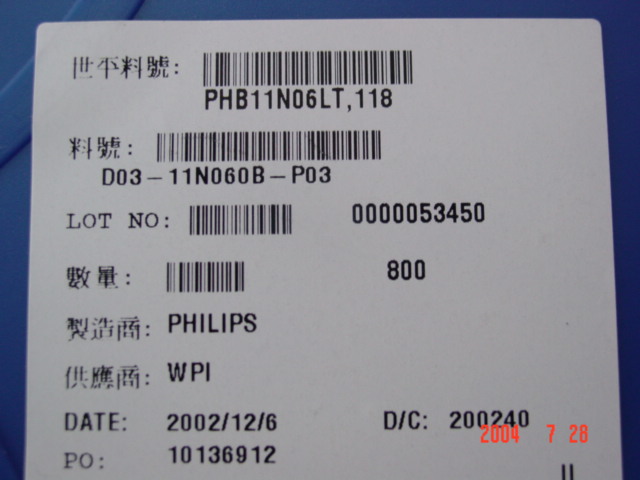 世平料號:
PHB11N06LT,118
料號:
D03-11N060B-P03
LOT NO: 0000053450
數量: 800
製造商: PHILIPS
供應商: WPI
DATE: 2002/12/6 D/C: 200240
2004 7 28
PO: 10136912